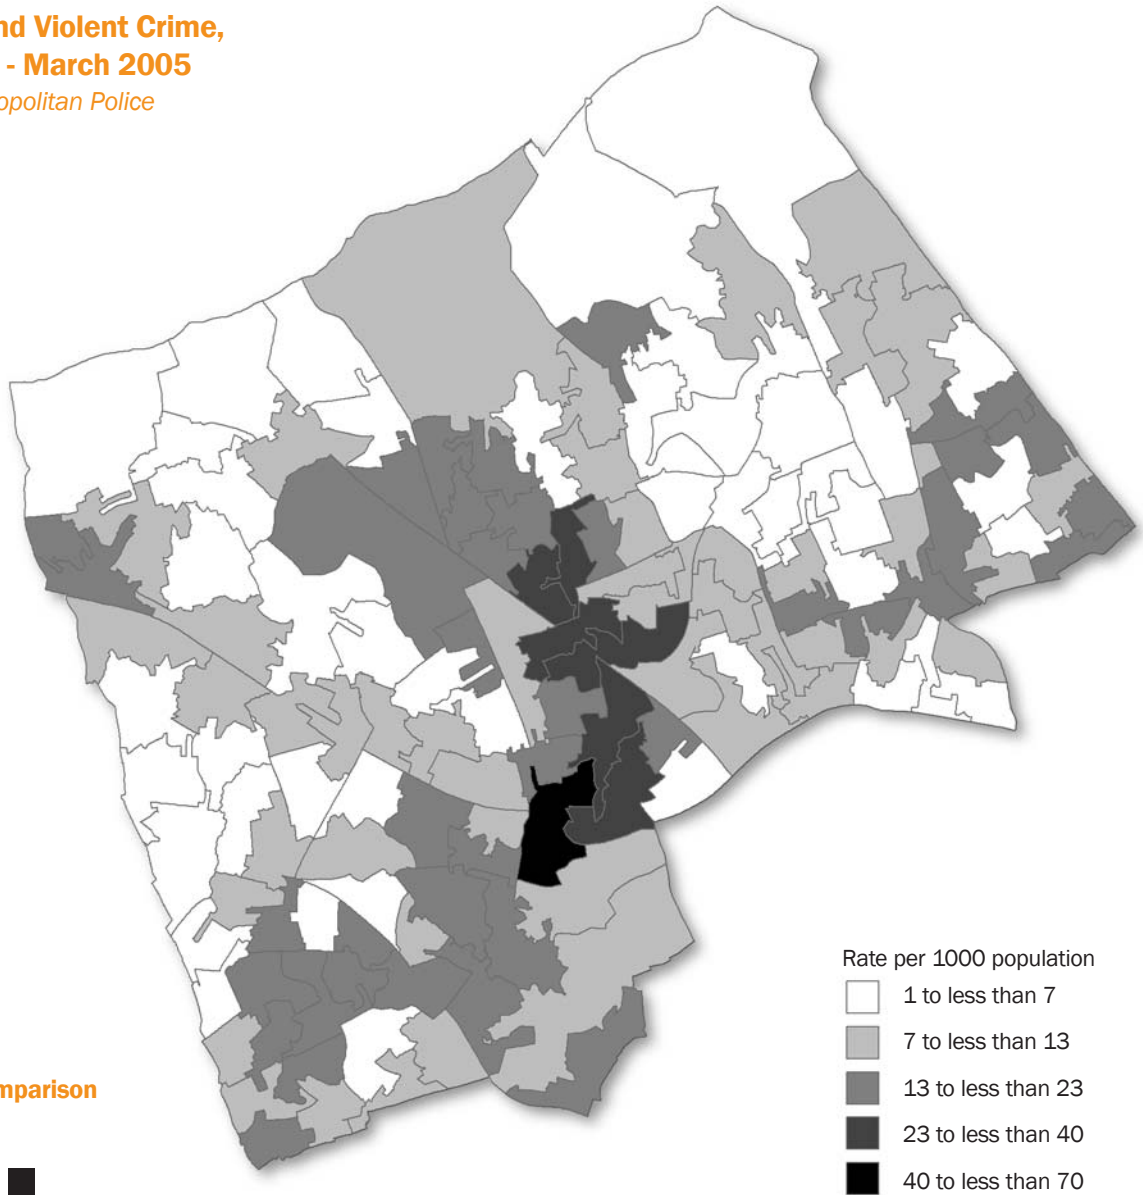 nd Violent Crime,
- March 2005
opolitan Police
Rate per 1000 population
1 to less than 7
7 to less than 13
13 to less than 23
23 to less than 40
40 to less than 70
mparison